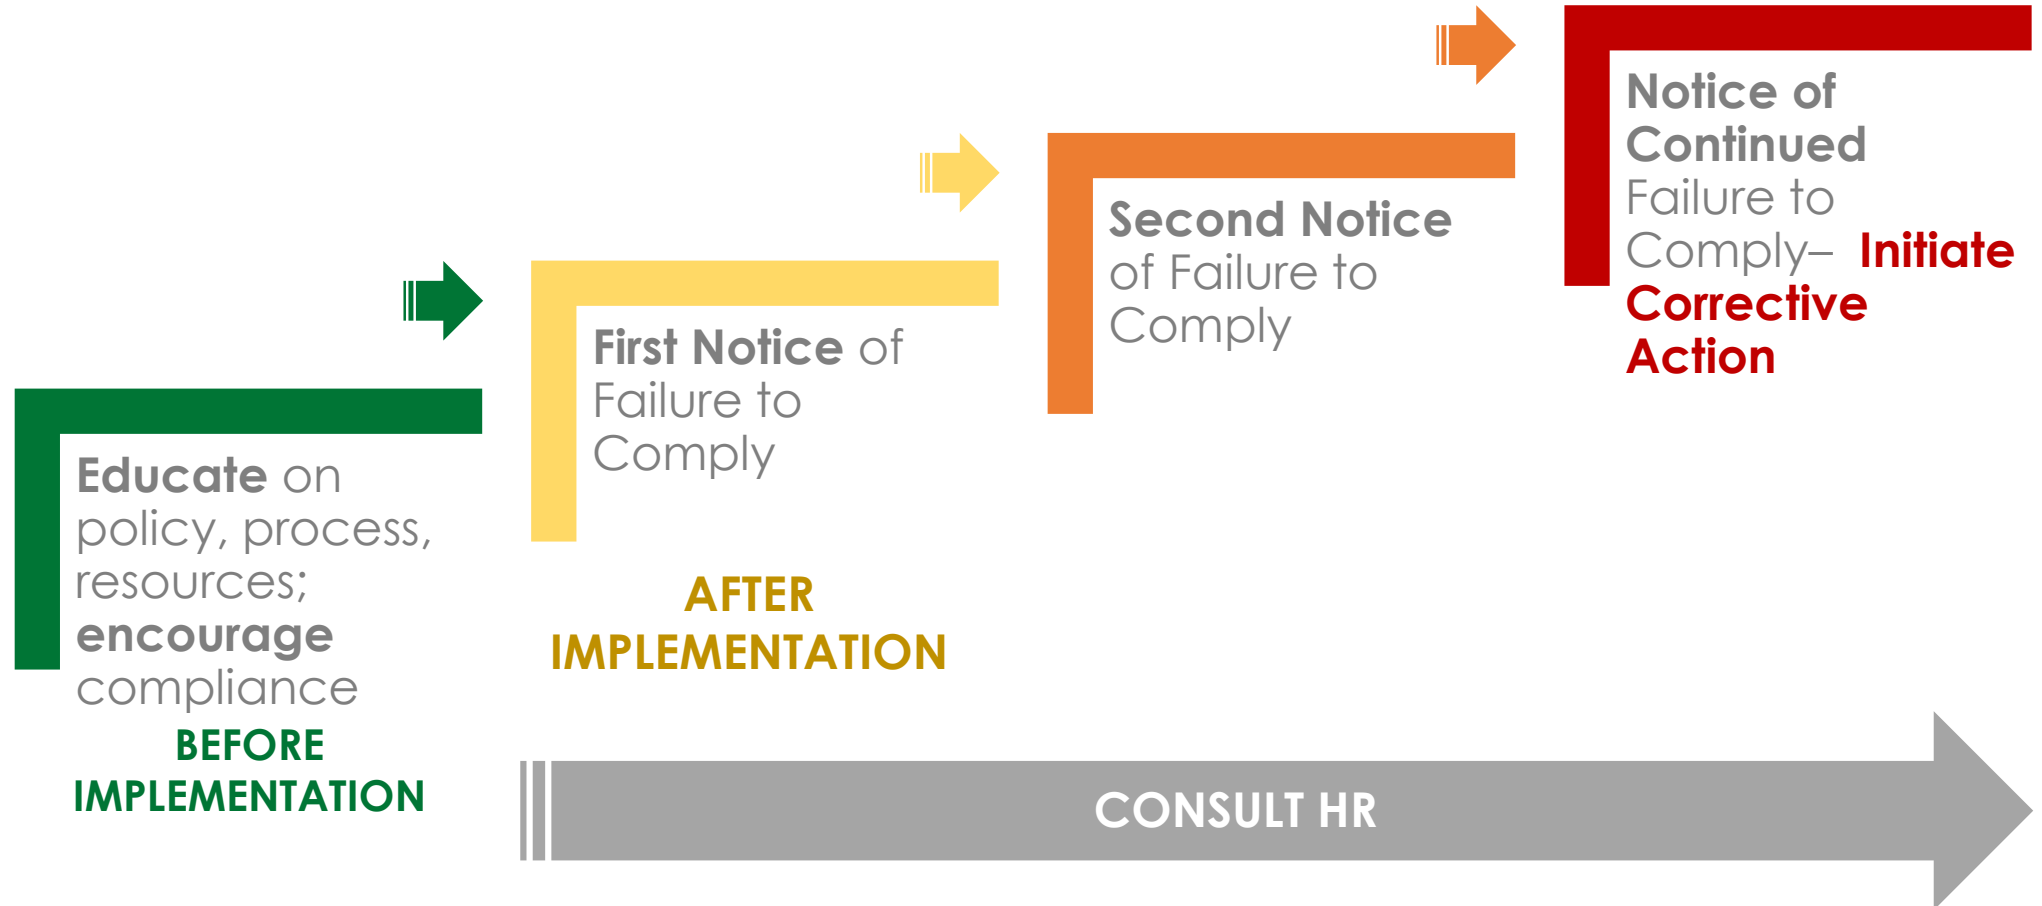 Educate on
policy, process,
resources;
encourage
compliance
BEFORE
IMPLEMENTATION
First Notice of
Failure to
Comply
AFTER
IMPLEMENTATION
Second Notice
of Failure to
Comply
Notice of
Continued
Failure to
Comply– Initiate
Corrective
Action
CONSULT HR